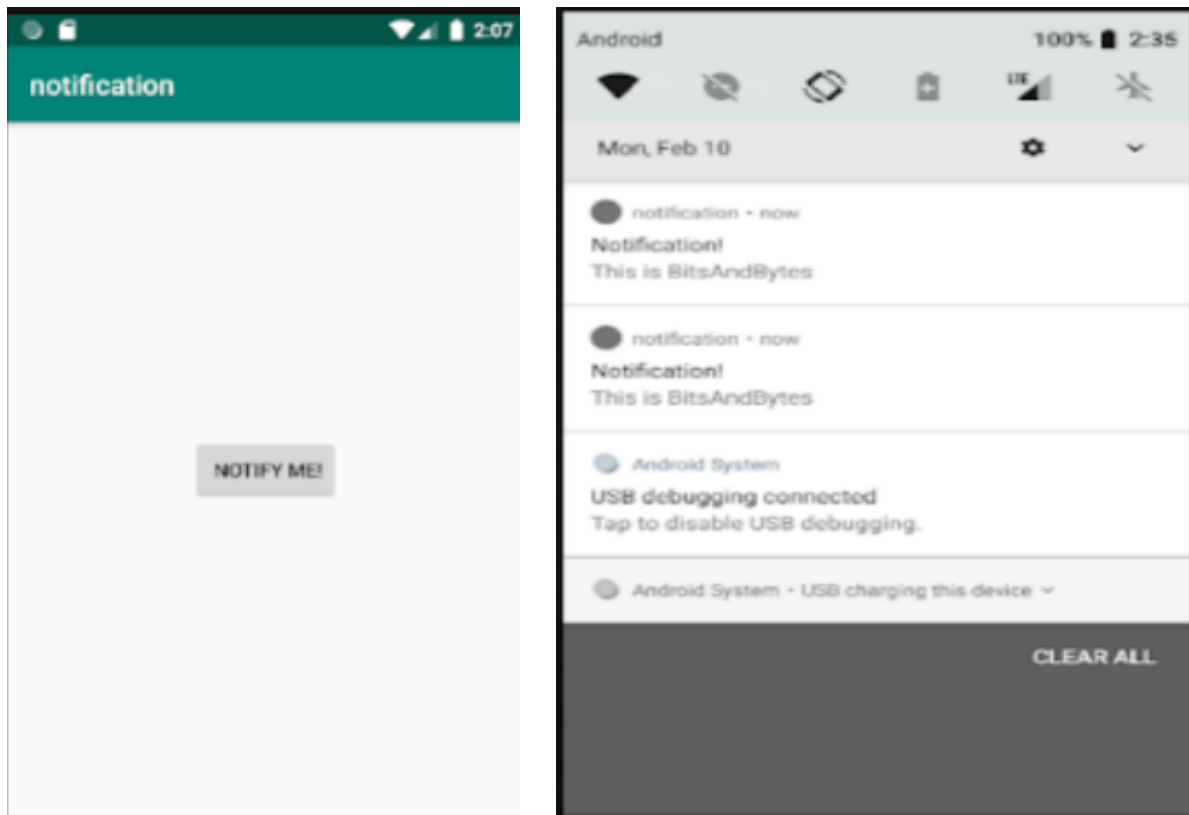 2:07
notification
NOTIFY ME!
Android 100% 2:35
LTE
Mon, Feb 10
notification • now
Notification!
This is BitsAndBytes
notification • now
Notification!
This is BitsAndBytes
Android System
USB debugging connected
Tap to disable USB debugging.
Android System • USB charging this device
CLEAR ALL